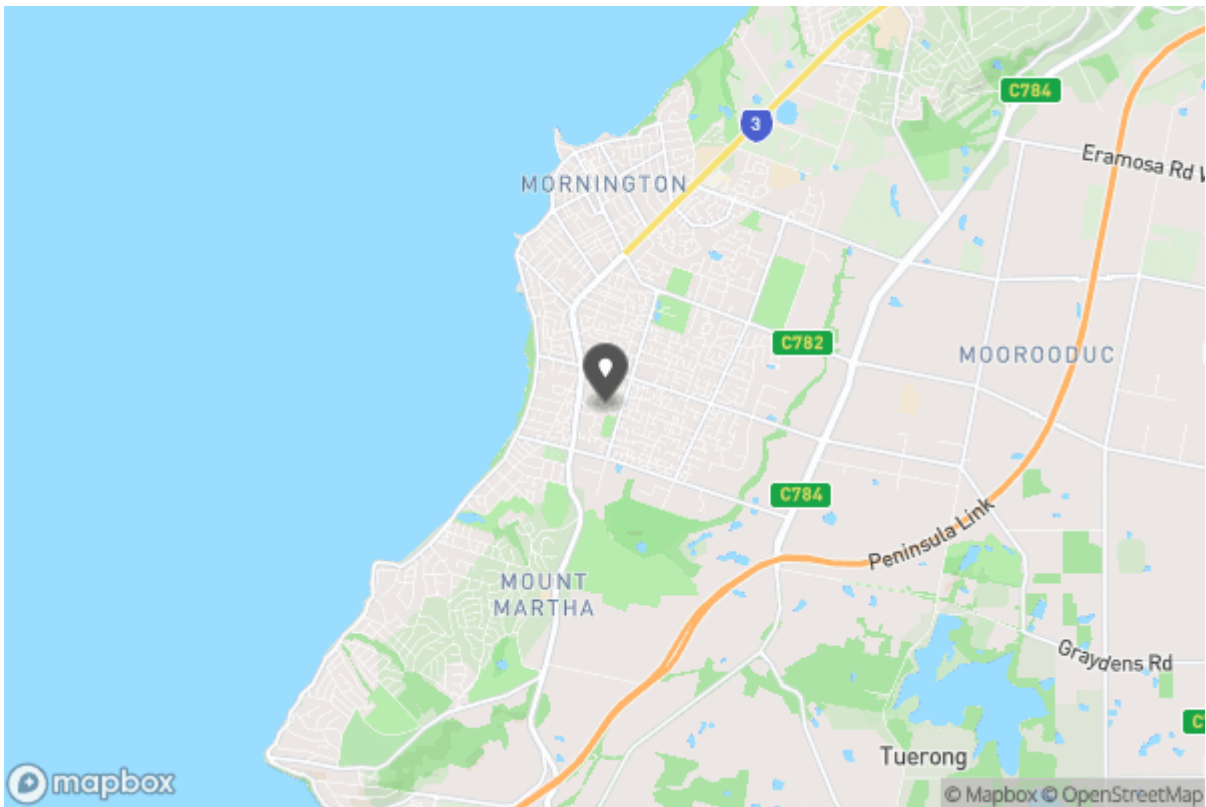 C784
3
Eramosa Rd W
MORNINGTON
C782
MOOROODUC
C784
Peninsula Link
MOUNT
MARTHA
Graydens Rd
Tuerong
mapbox
© Mapbox © OpenStreetMap